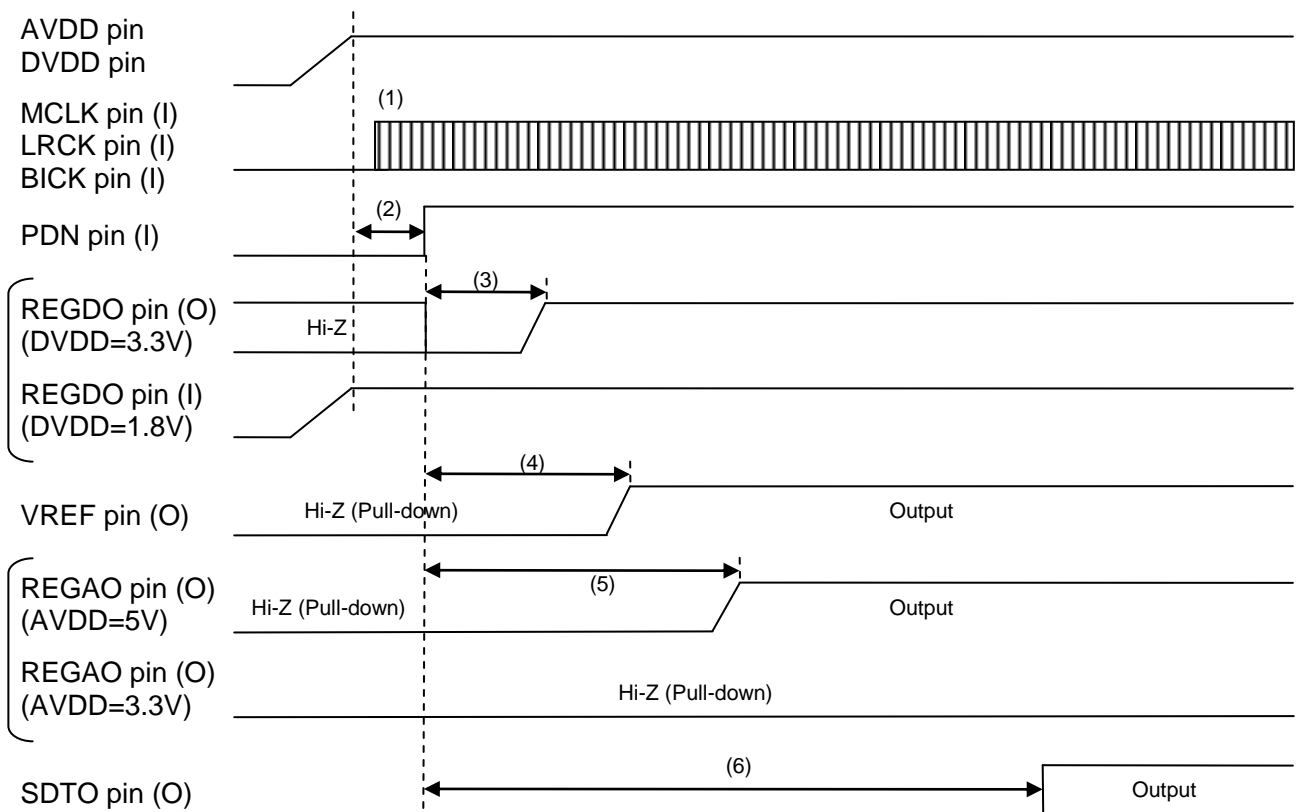 AVDD pin
DVDD pin
(1)
MCLK pin (I)
LRCK pin (I)
BICK pin (I)
(2)
PDN pin (I)
(3)
REGDO pin (O)
(DVDD=3.3V)
Hi-Z
REGDO pin (I)
(DVDD=1.8V)
(4)
VREF pin (O)
Hi-Z (Pull-down)
Output
(5)
REGAO pin (O)
(AVDD=5V)
Hi-Z (Pull-down)
Output
REGAO pin (O)
(AVDD=3.3V)
Hi-Z (Pull-down)
(6)
SDTO pin (O)
Output